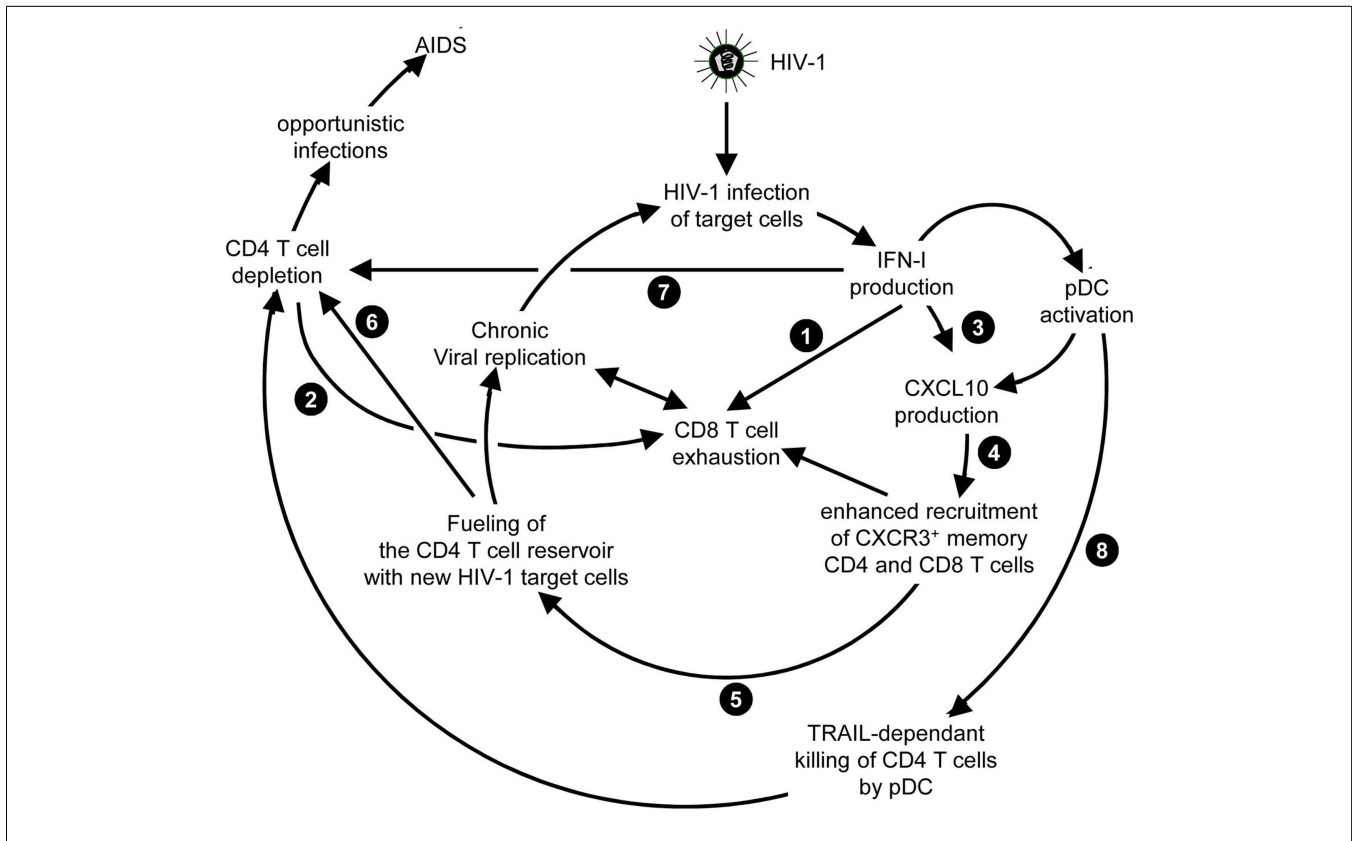 AIDS
HIV-1
opportunistic
infections
HIV-1 infection
of target cells
CD4 T cell
depletion
IFN-I
production
pDC
activation
7
6
Chronic
Viral replication
1
3
2
CXCL10
production
CD8 T cell
exhaustion
4
enhanced recruitment
of CXCR3⁺ memory
CD4 and CD8 T cells
Fueling of
the CD4 T cell reservoir
with new HIV-1 target cells
8
5
TRAIL-dependant
killing of CD4 T cells
by pDC